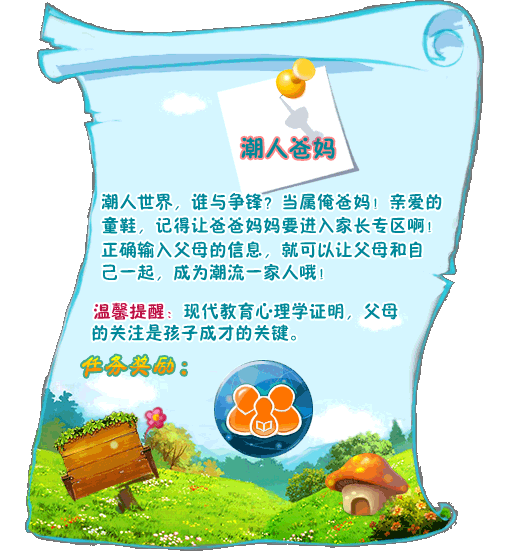 潮人爸妈
潮人世界，谁与争锋？当属俺爸妈！亲爱的
童鞋，记得让爸爸妈妈要进入家长专区啊！
正确输入父母的信息，就可以让父母和自
己一起，成为潮流一家人哦！
温馨提醒：现代教育心理学证明，父母
的关注是孩子成才的关键。
任务奖励：